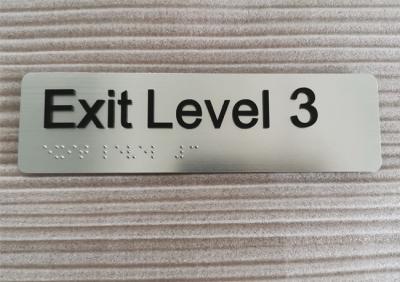 Exit Level 3
⠑⠭⠊⠞ ⠇⠑⠧⠑⠇ ⠼⠉